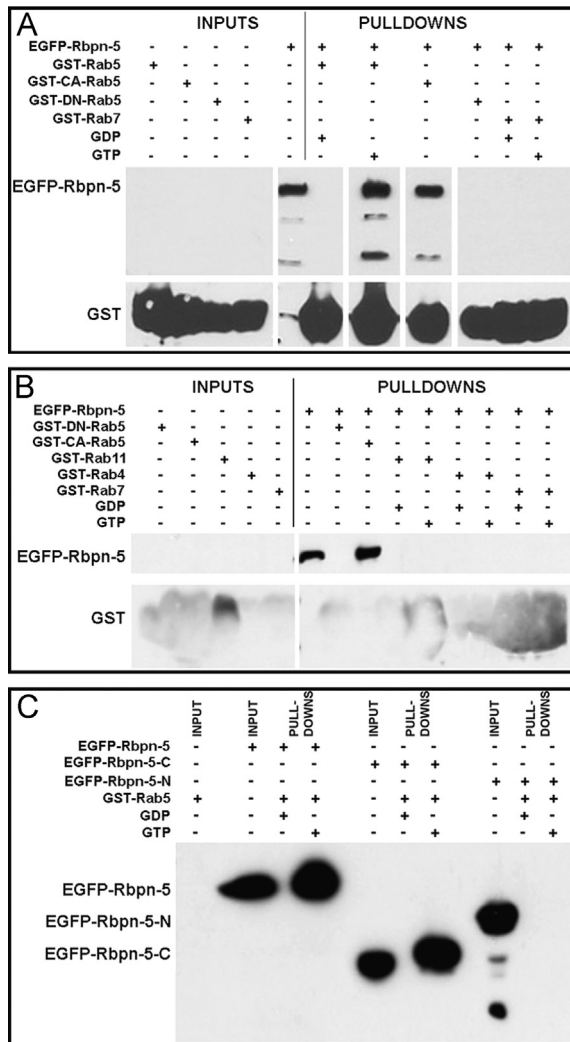 A
INPUTS PULLDOWNS
EGFP-Rbpn-5 - - - - + + + + + + +
GST-Rab5 + - - - - + + - - - -
GST-CA-Rab5 - + - - - - - + - - -
GST-DN-Rab5 - - + - - - - - + - -
GST-Rab7 - - - + - - - - - + +
GDP - - - - - + - - - + -
GTP - - - - - - + - - - +
EGFP-Rbpn-5
GST
B
INPUTS PULLDOWNS
EGFP-Rbpn-5 - - - - - + + + + + + + + +
GST-DN-Rab5 + - - - - - + - - - - - - -
GST-CA-Rab5 - + - - - - - + - - - - - -
GST-Rab11 - - + - - - - - + + - - - -
GST-Rab4 - - - + - - - - - - + + - -
GST-Rab7 - - - - + - - - - - - - + +
GDP - - - - - - - - + - + - + -
GTP - - - - - - - - - + - + - +
EGFP-Rbpn-5
GST
C
INPUT INPUT PULL-DOWNS INPUT PULL-DOWNS INPUT PULL-DOWNS
EGFP-Rbpn-5 - + + + - - - - - -
EGFP-Rbpn-5-C - - - - + + + - - -
EGFP-Rbpn-5-N - - - - - - - + + +
GST-Rab5 + - + + - + + - + +
GDP - - + - - + - - + -
GTP - - - + - - + - - +
EGFP-Rbpn-5
EGFP-Rbpn-5-N
EGFP-Rbpn-5-C